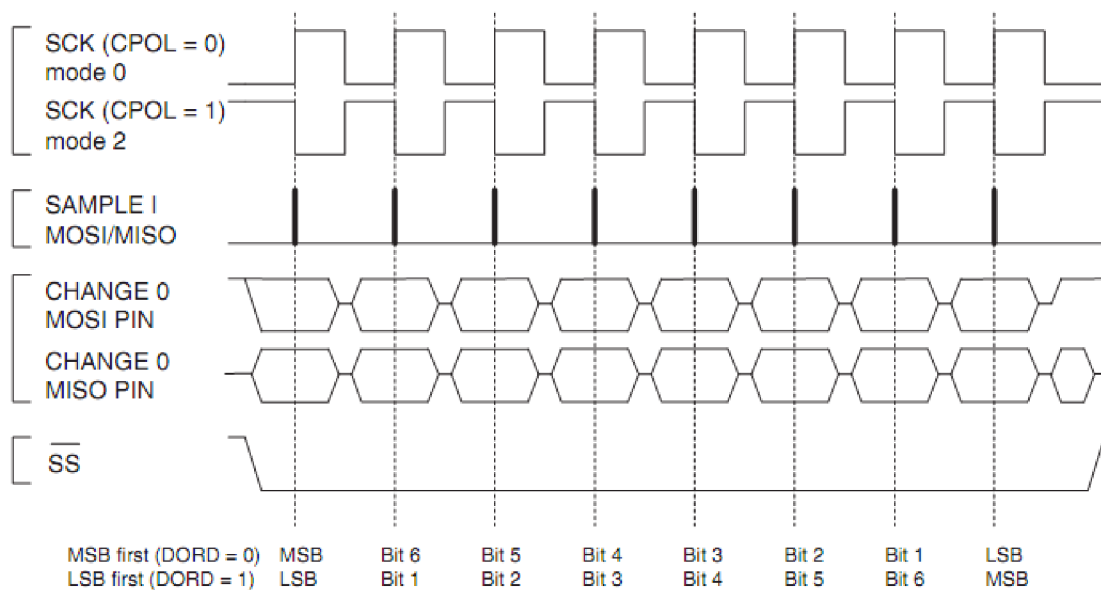 SCK (CPOL = 0)
mode 0
SCK (CPOL = 1)
mode 2
SAMPLE I
MOSI/MISO
CHANGE 0
MOSI PIN
CHANGE 0
MISO PIN
SS
MSB first (DORD = 0) MSB Bit 6 Bit 5 Bit 4 Bit 3 Bit 2 Bit 1 LSB
LSB first (DORD = 1) LSB Bit 1 Bit 2 Bit 3 Bit 4 Bit 5 Bit 6 MSB